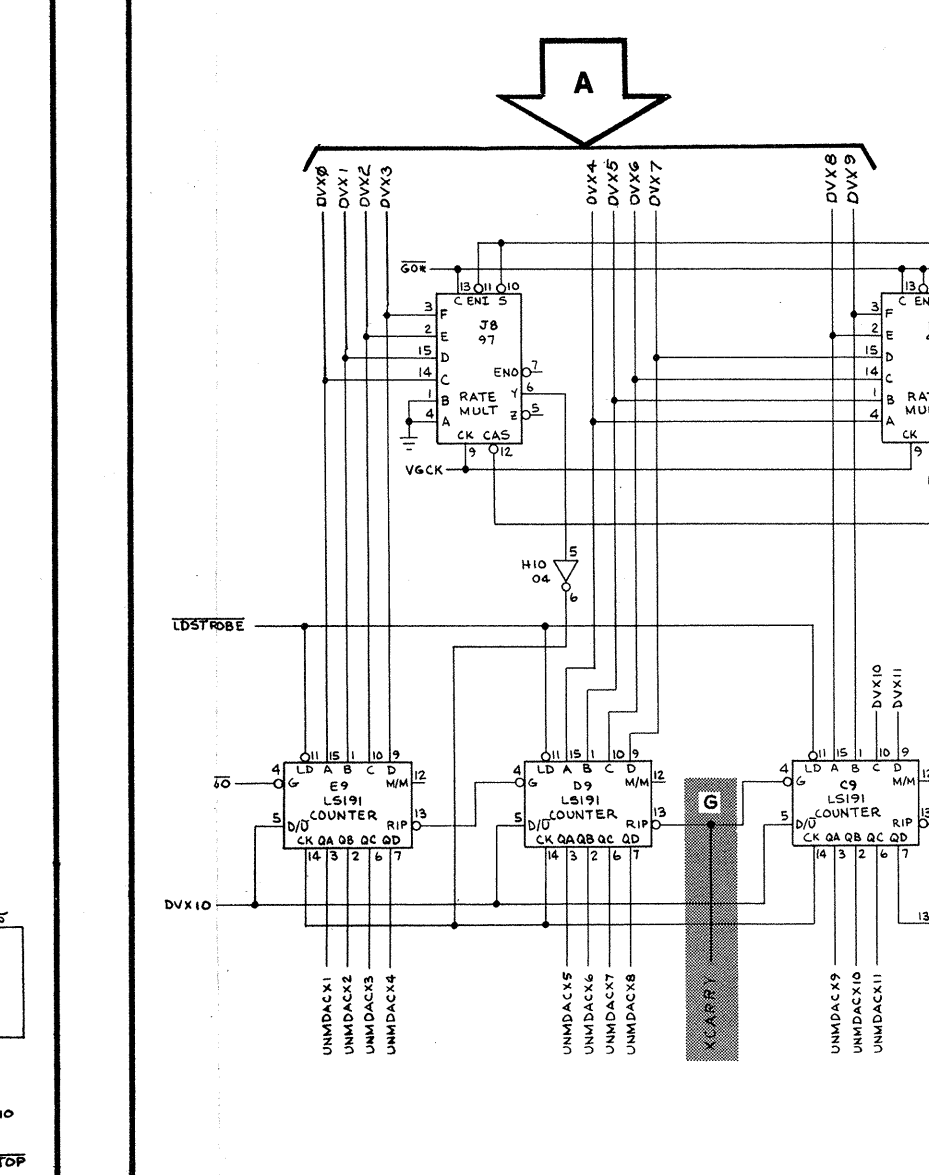 A
DVXØ DVX1 DVX2 DVX3 DVX4 DVX5 DVX6 DVX7 DVX8 DVX9
GO*
13 11 10 13
C ENI S C EN
3 F J8 3 F
2 E 97 2 E
15 D ENO 7 15 D
14 C Y 6 14 C
1 B RATE 1 B
4 A MULT Z 5 4 A
CK CAS CK
9 12 9
VGCK
H10 5
04 6
LDSTROBE
DVX10 DVX11
11 15 1 10 9 11 15 1 10 9 11 15 1 10 9
4 LD A B C D 12 4 LD A B C D 12 4 LD A B C D 12
GO G E9 M/M G D9 M/M G C9 M/M
LS191 LS191 G LS191
COUNTER 13 COUNTER 13 COUNTER 13
5 D/U RIP 5 D/U RIP 5 D/U RIP
CK QA QB QC QD CK QA QB QC QD CK QA QB QC QD
14 3 2 6 7 14 3 2 6 7 14 3 2 6 7
DVX10
13
UNMDACX1 UNMDACX2 UNMDACX3 UNMDACX4 UNMDACX5 UNMDACX6 UNMDACX7 UNMDACX8 XCARRY UNMDACX9 UNMDACX10 UNMDACX11